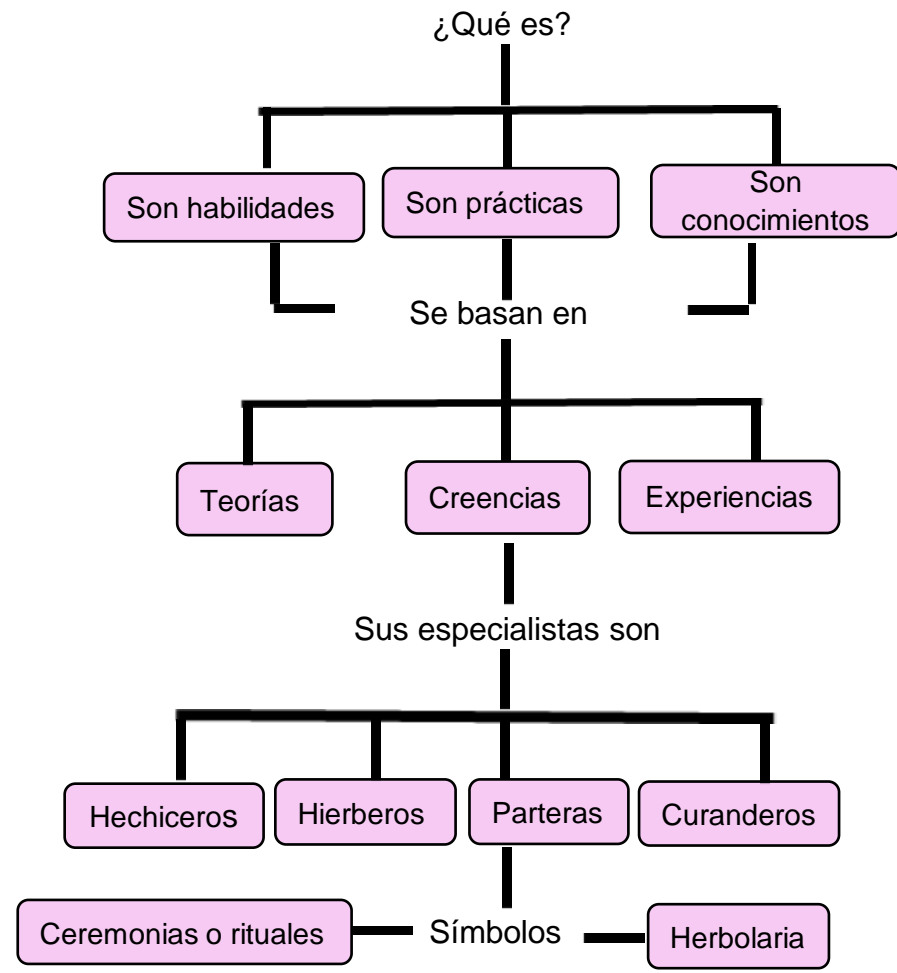 ¿Qué es?
Son habilidades
Son prácticas
Son
conocimientos
Se basan en
Teorías
Creencias
Experiencias
Sus especialistas son
Hechiceros
Hierberos
Parteras
Curanderos
Ceremonias o rituales
Símbolos
Herbolaria